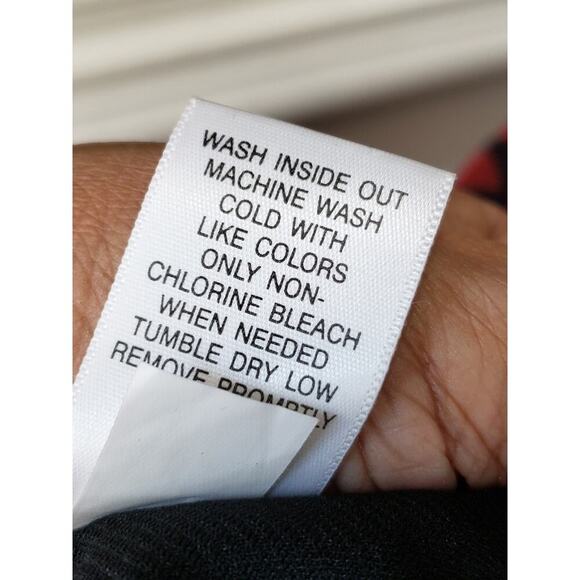 WASH INSIDE OUT
MACHINE WASH
COLD WITH
LIKE COLORS
ONLY NON-
CHLORINE BLEACH
WHEN NEEDED
TUMBLE DRY LOW
REMOVE PROMPTLY